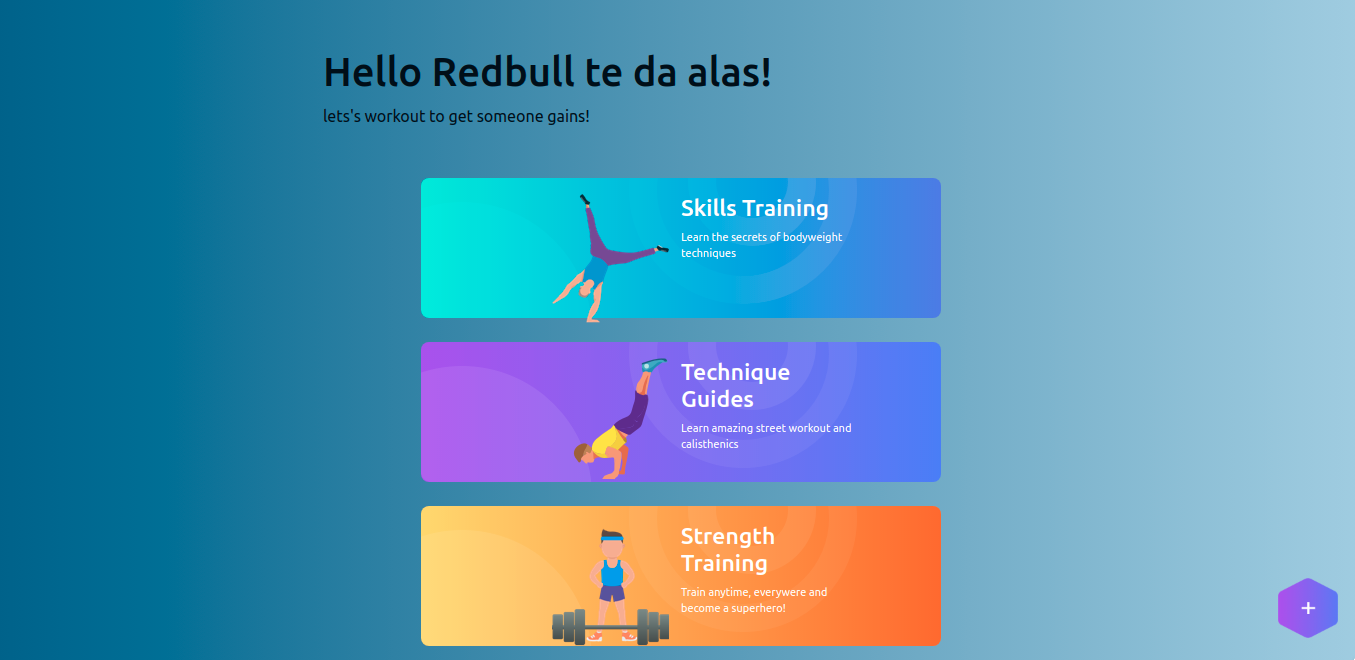 Hello Redbull te da alas!
lets's workout to get someone gains!
Skills Training
Learn the secrets of bodyweight
techniques
Technique
Guides
Learn amazing street workout and
calisthenics
Strength
Training
Train anytime, everywere and
become a superhero!
+